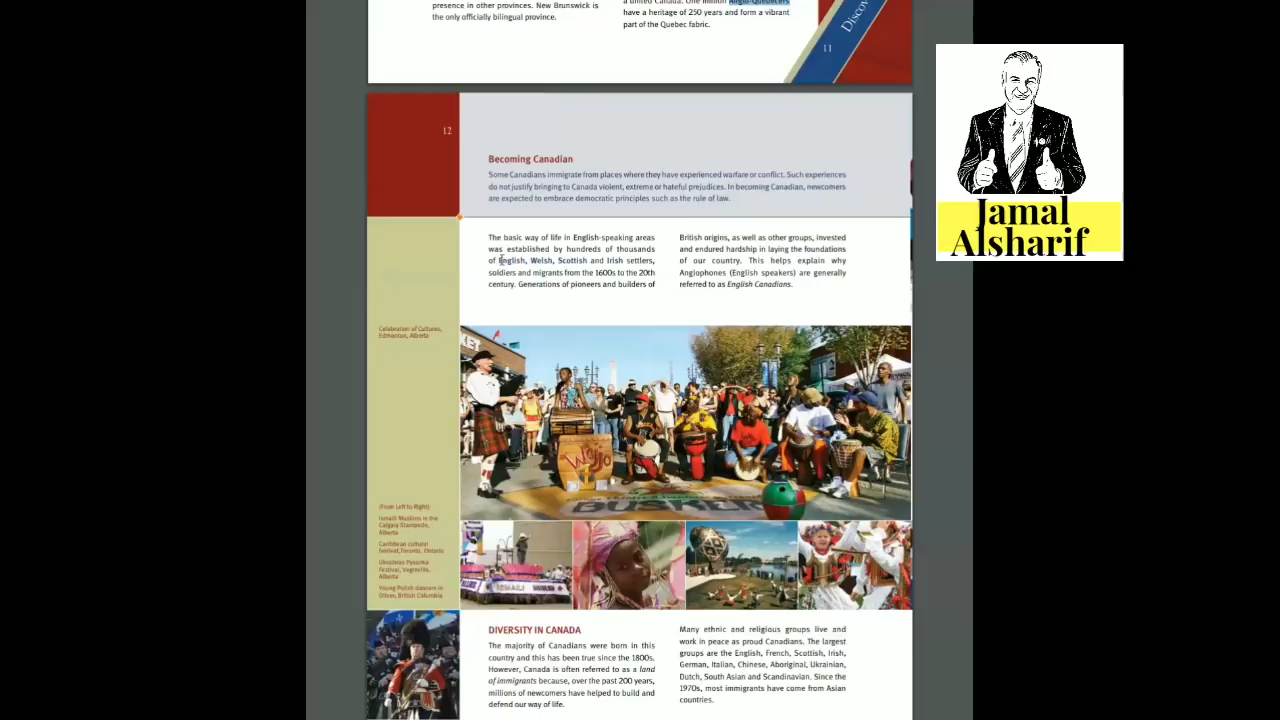 presence in other provinces. New Brunswick is
the only officially bilingual province.
a united Canada. One million Anglo-Quebecers
have a heritage of 250 years and form a vibrant
part of the Quebec fabric.
11
12
Becoming Canadian
Some Canadians immigrate from places where they have experienced warfare or conflict. Such experiences
do not justify bringing to Canada violent, extreme or hateful prejudices. In becoming Canadian, newcomers
are expected to embrace democratic principles such as the rule of law.
The basic way of life in English-speaking areas
was established by hundreds of thousands
of English, Welsh, Scottish and Irish settlers,
soldiers and migrants from the 1600s to the 20th
century. Generations of pioneers and builders of
British origins, as well as other groups, invested
and endured hardship in laying the foundations
of our country. This helps explain why
Anglophones (English speakers) are generally
referred to as English Canadians.
Celebration of Cultures,
Edmonton, Alberta
Wajjo
(From Left to Right)
Ismaili Muslims in the
Calgary Stampede,
Alberta
Caribbean cultural
festival, Toronto, Ontario
Ukrainian Pysanka
Festival, Vegreville,
Alberta
Young Polish dancers in
Oliver, British Columbia
DIVERSITY IN CANADA
The majority of Canadians were born in this
country and this has been true since the 1800s.
However, Canada is often referred to as a land
of immigrants because, over the past 200 years,
millions of newcomers have helped to build and
defend our way of life.
Many ethnic and religious groups live and
work in peace as proud Canadians. The largest
groups are the English, French, Scottish, Irish,
German, Italian, Chinese, Aboriginal, Ukrainian,
Dutch, South Asian and Scandinavian. Since the
1970s, most immigrants have come from Asian
countries.
Jamal
Alsharif